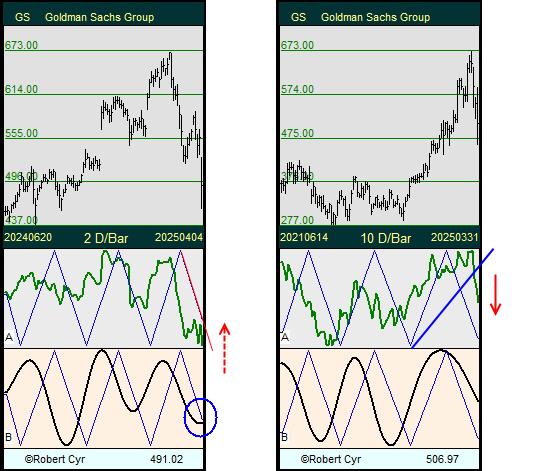 GS Goldman Sachs Group
673.00
614.00
555.00
496.00
437.00
20240620 2 D/Bar 20250404
A
B
©Robert Cyr 491.02
GS Goldman Sachs Group
673.00
574.00
475.00
277.00
20210614 10 D/Bar 20250331
A
B
©Robert Cyr 506.97